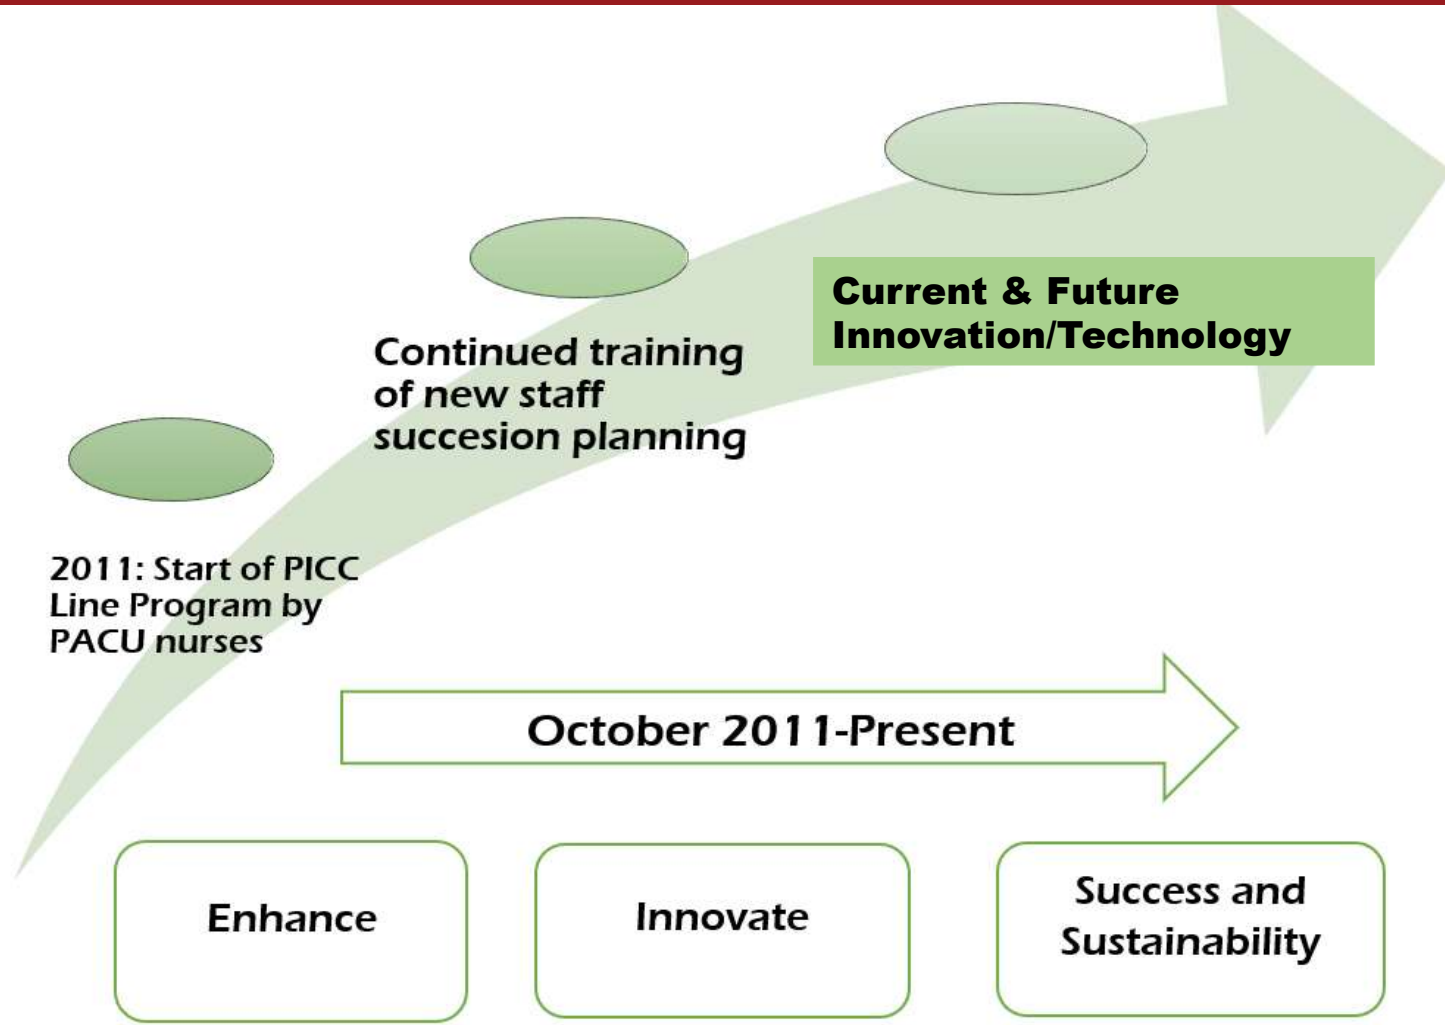 Current & Future
Innovation/Technology
Continued training
of new staff
succesion planning
2011: Start of PICC
Line Program by
PACU nurses
October 2011-Present
Enhance
Innovate
Success and
Sustainability